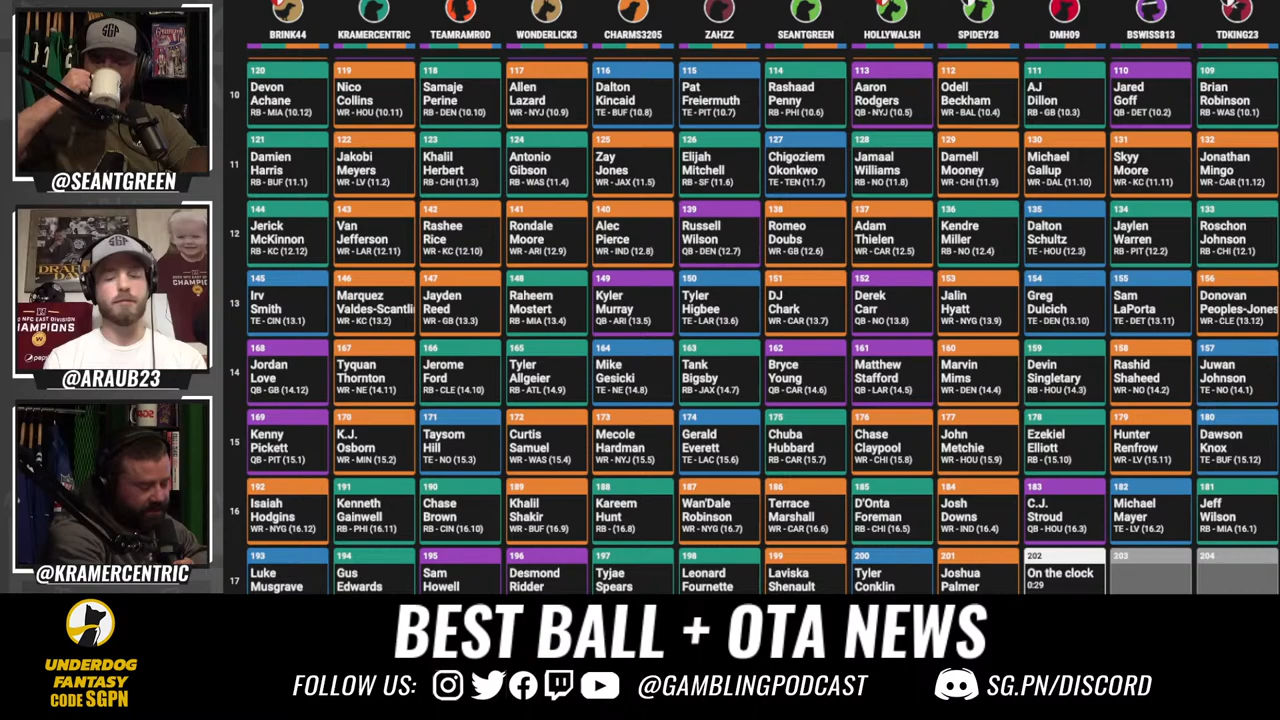 BRINK44 KRAMERCENTRIC TEAMRAMR0D WONDERLICK3 CHARMS3205 ZAHZZ SEANTGREEN HOLLYWALSH SPIDEY28 DMH09 BSWISS813 TDKING23
120 119 118 117 116 115 114 113 112 111 110 109
10
Devon Nico Samaje Allen Dalton Pat Rashaad Aaron Odell AJ Jared Brian
Achane Collins Perine Lazard Kincaid Freiermuth Penny Rodgers Beckham Dillon Goff Robinson
RB - MIA (10.12) WR - HOU (10.11) RB - DEN (10.10) WR - NYJ (10.9) TE - BUF (10.8) TE - PIT (10.7) RB - PHI (10.6) QB - NYJ (10.5) WR - BAL (10.4) RB - GB (10.3) QB - DET (10.2) RB - WAS (10.1)
121 122 123 124 125 126 127 128 129 130 131 132
11
Damien Jakobi Khalil Antonio Zay Elijah Chigoziem Jamaal Darnell Michael Skyy Jonathan
Harris Meyers Herbert Gibson Jones Mitchell Okonkwo Williams Mooney Gallup Moore Mingo
RB - BUF (11.1) WR - LV (11.2) RB - CHI (11.3) RB - WAS (11.4) WR - JAX (11.5) RB - SF (11.6) TE - TEN (11.7) RB - NO (11.8) WR - CHI (11.9) WR - DAL (11.10) WR - KC (11.11) WR - CAR (11.12)
144 143 142 141 140 139 138 137 136 135 134 133
12
Jerick Van Rashee Rondale Alec Russell Romeo Adam Kendre Dalton Jaylen Roschon
McKinnon Jefferson Rice Moore Pierce Wilson Doubs Thielen Miller Schultz Warren Johnson
RB - KC (12.12) WR - LAR (12.11) WR - KC (12.10) WR - ARI (12.9) WR - IND (12.8) QB - DEN (12.7) WR - GB (12.6) WR - CAR (12.5) RB - NO (12.4) TE - HOU (12.3) RB - PIT (12.2) RB - CHI (12.1)
145 146 147 148 149 150 151 152 153 154 155 156
13
Irv Marquez Jayden Raheem Kyler Tyler DJ Derek Jalin Greg Sam Donovan
Smith Valdes-Scantli Reed Mostert Murray Higbee Chark Carr Hyatt Dulcich LaPorta Peoples-Jones
TE - CIN (13.1) WR - KC (13.2) WR - GB (13.3) RB - MIA (13.4) QB - ARI (13.5) TE - LAR (13.6) WR - CAR (13.7) QB - NO (13.8) WR - NYG (13.9) TE - DEN (13.10) TE - DET (13.11) WR - CLE (13.12)
168 167 166 165 164 163 162 161 160 159 158 157
14
Jordan Tyquan Jerome Tyler Mike Tank Bryce Matthew Marvin Devin Rashid Juwan
Love Thornton Ford Allgeier Gesicki Bigsby Young Stafford Mims Singletary Shaheed Johnson
QB - GB (14.12) WR - NE (14.11) RB - CLE (14.10) RB - ATL (14.9) TE - NE (14.8) RB - JAX (14.7) QB - CAR (14.6) QB - LAR (14.5) WR - DEN (14.4) RB - HOU (14.3) WR - NO (14.2) TE - NO (14.1)
169 170 171 172 173 174 175 176 177 178 179 180
15
Kenny K.J. Taysom Curtis Mecole Gerald Chuba Chase John Ezekiel Hunter Dawson
Pickett Osborn Hill Samuel Hardman Everett Hubbard Claypool Metchie Elliott Renfrow Knox
QB - PIT (15.1) WR - MIN (15.2) TE - NO (15.3) WR - WAS (15.4) WR - NYJ (15.5) TE - LAC (15.6) RB - CAR (15.7) WR - CHI (15.8) WR - HOU (15.9) RB - (15.10) WR - LV (15.11) TE - BUF (15.12)
192 191 190 189 188 187 186 185 184 183 182 181
16
Isaiah Kenneth Chase Khalil Kareem Wan'Dale Terrace D'Onta Josh C.J. Michael Jeff
Hodgins Gainwell Brown Shakir Hunt Robinson Marshall Foreman Downs Stroud Mayer Wilson
WR - NYG (16.12) RB - PHI (16.11) RB - CIN (16.10) WR - BUF (16.9) RB - (16.8) WR - NYG (16.7) WR - CAR (16.6) RB - CHI (16.5) WR - IND (16.4) QB - HOU (16.3) TE - LV (16.2) RB - MIA (16.1)
193 194 195 196 197 198 199 200 201 202 203 204
17
Luke Gus Sam Desmond Tyjae Leonard Laviska Tyler Joshua On the clock
Musgrave Edwards Howell Ridder Spears Fournette Shenault Conklin Palmer 0:29
SGP
@SEANTGREEN
SGP
@ARAUB23
@KRAMERCENTRIC
UNDERDOG
FANTASY
CODE SGPN
BEST BALL + OTA NEWS
FOLLOW US: @GAMBLINGPODCAST SG.PN/DISCORD